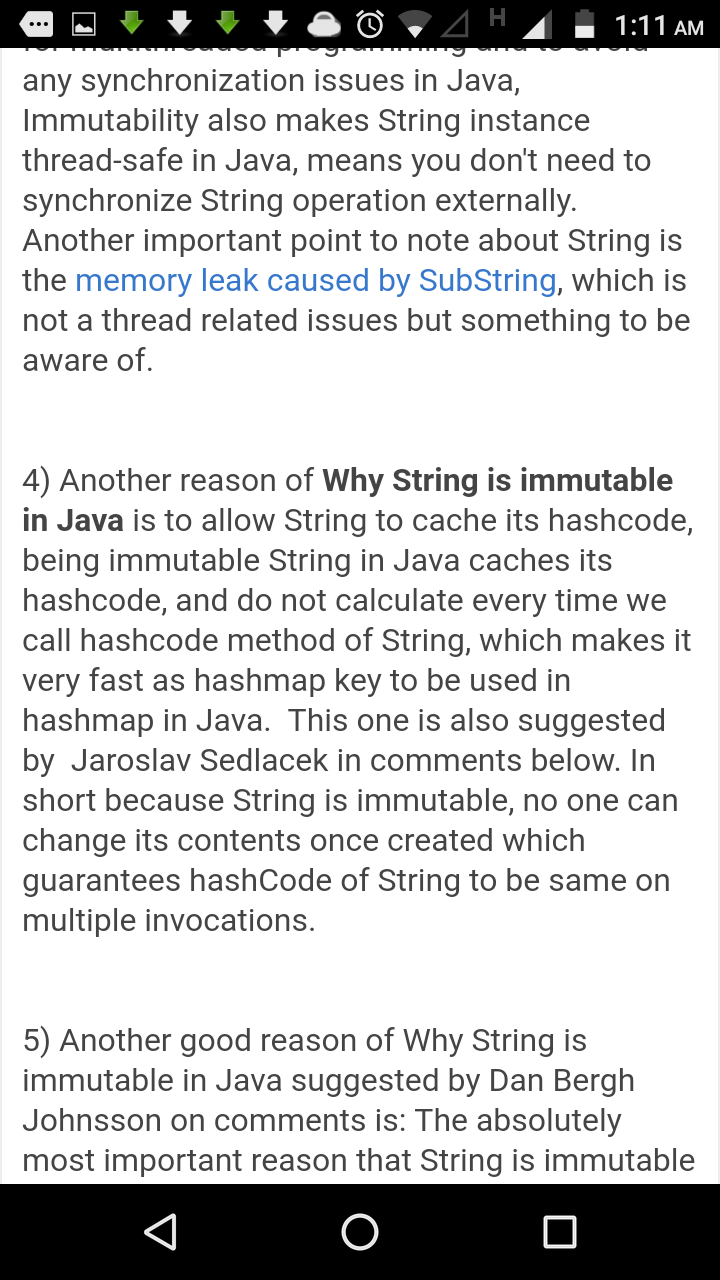 H 1:11 AM
for multithreaded programming and to avoid
any synchronization issues in Java,
Immutability also makes String instance
thread-safe in Java, means you don't need to
synchronize String operation externally.
Another important point to note about String is
the memory leak caused by SubString, which is
not a thread related issues but something to be
aware of.
4) Another reason of Why String is immutable
in Java is to allow String to cache its hashcode,
being immutable String in Java caches its
hashcode, and do not calculate every time we
call hashcode method of String, which makes it
very fast as hashmap key to be used in
hashmap in Java.  This one is also suggested
by  Jaroslav Sedlacek in comments below. In
short because String is immutable, no one can
change its contents once created which
guarantees hashCode of String to be same on
multiple invocations.
5) Another good reason of Why String is
immutable in Java suggested by Dan Bergh
Johnsson on comments is: The absolutely
most important reason that String is immutable